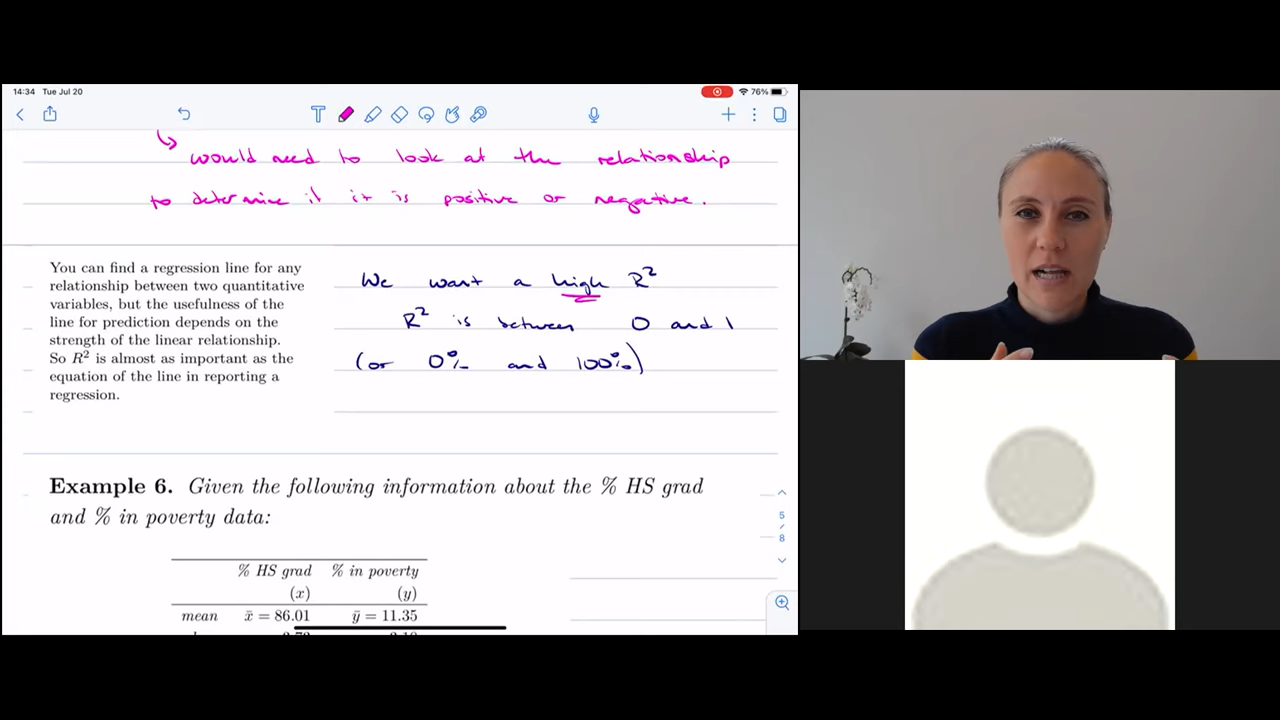 14:34 Tue Jul 20
76%
would need to look at the relationship
to determine if it is positive or negative.
You can find a regression line for any
relationship between two quantitative
variables, but the usefulness of the
line for prediction depends on the
strength of the linear relationship.
So R² is almost as important as the
equation of the line in reporting a
regression.
We want a high R²
R² is between 0 and 1
(or 0% and 100%)
Example 6. Given the following information about the % HS grad
and % in poverty data:
% HS grad % in poverty
(x) (y)
mean x̄ = 86.01 ȳ = 11.35
5
/
8